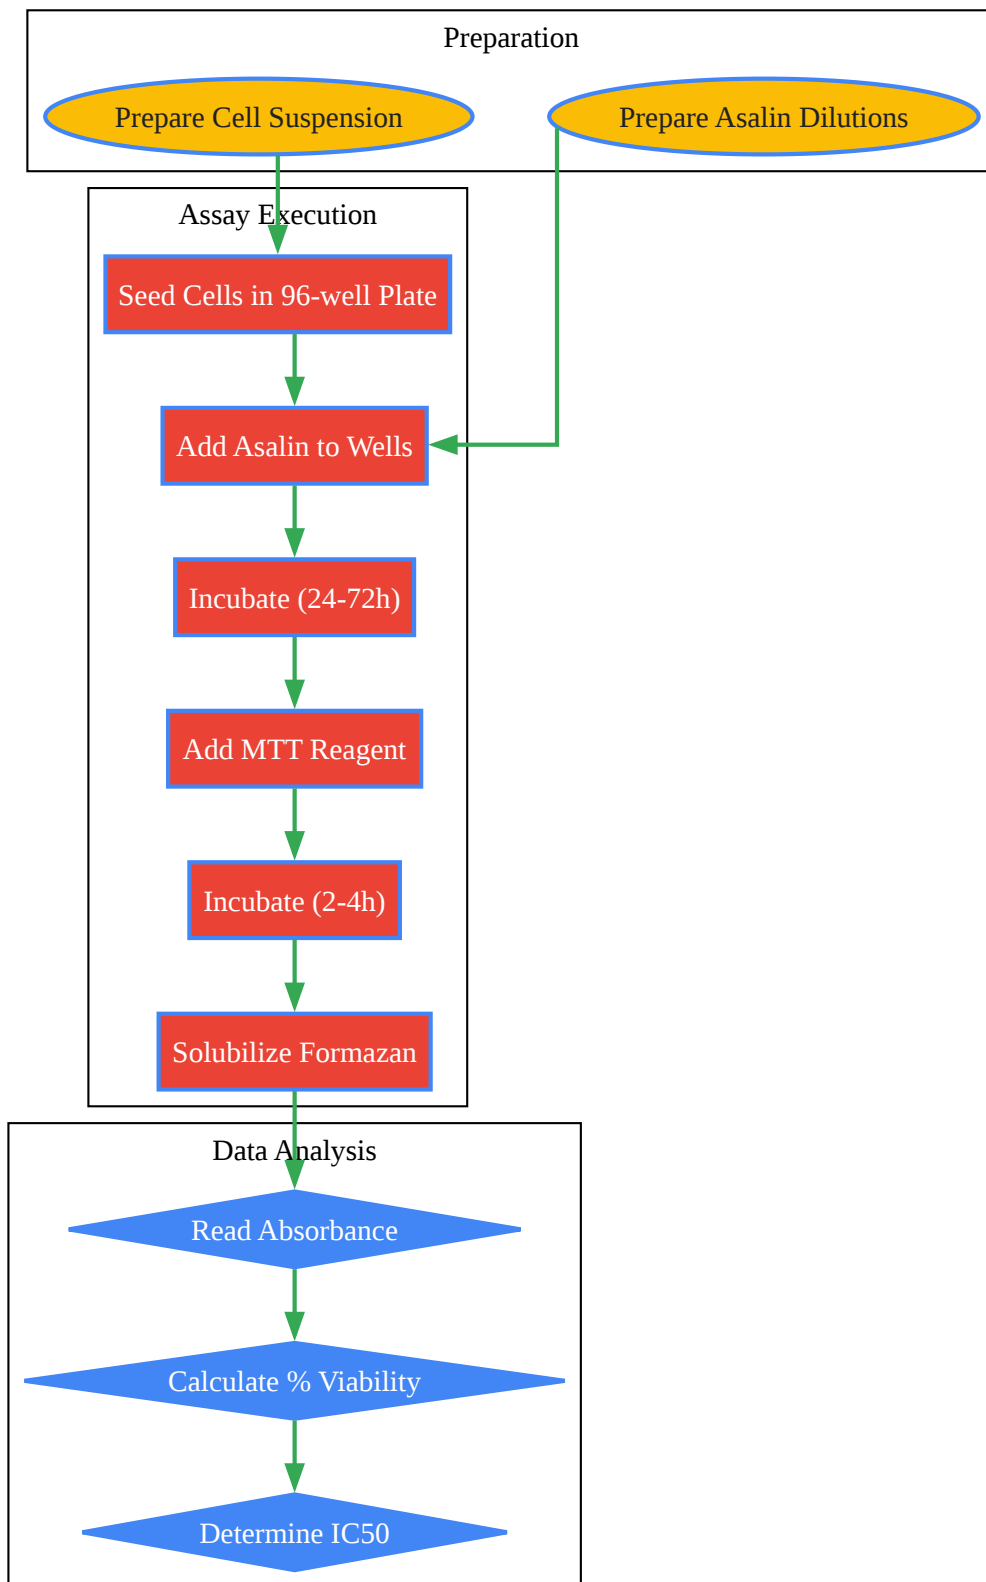 Preparation
Prepare Cell Suspension
Prepare Asalin Dilutions
Assay Execution
Seed Cells in 96-well Plate
Add Asalin to Wells
Incubate (24-72h)
Add MTT Reagent
Incubate (2-4h)
Solubilize Formazan
Data Analysis
Read Absorbance
Calculate % Viability
Determine IC50